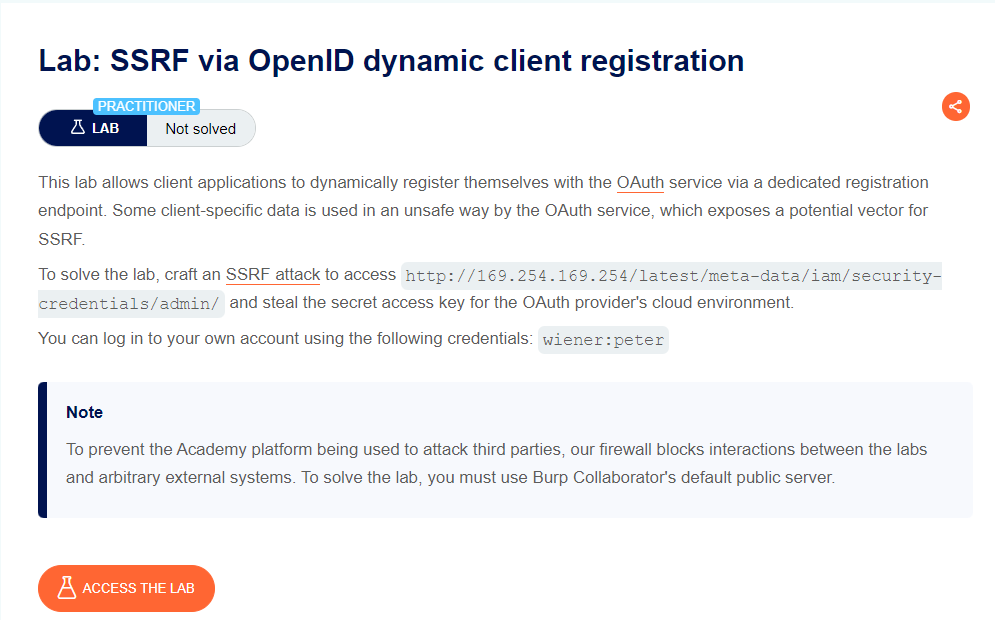 Lab: SSRF via OpenID dynamic client registration
PRACTITIONER
LAB
Not solved
This lab allows client applications to dynamically register themselves with the OAuth service via a dedicated registration
endpoint. Some client-specific data is used in an unsafe way by the OAuth service, which exposes a potential vector for
SSRF.
To solve the lab, craft an SSRF attack to access http://169.254.169.254/latest/meta-data/iam/security-
credentials/admin/ and steal the secret access key for the OAuth provider's cloud environment.
You can log in to your own account using the following credentials: wiener:peter
Note
To prevent the Academy platform being used to attack third parties, our firewall blocks interactions between the labs
and arbitrary external systems. To solve the lab, you must use Burp Collaborator's default public server.
ACCESS THE LAB